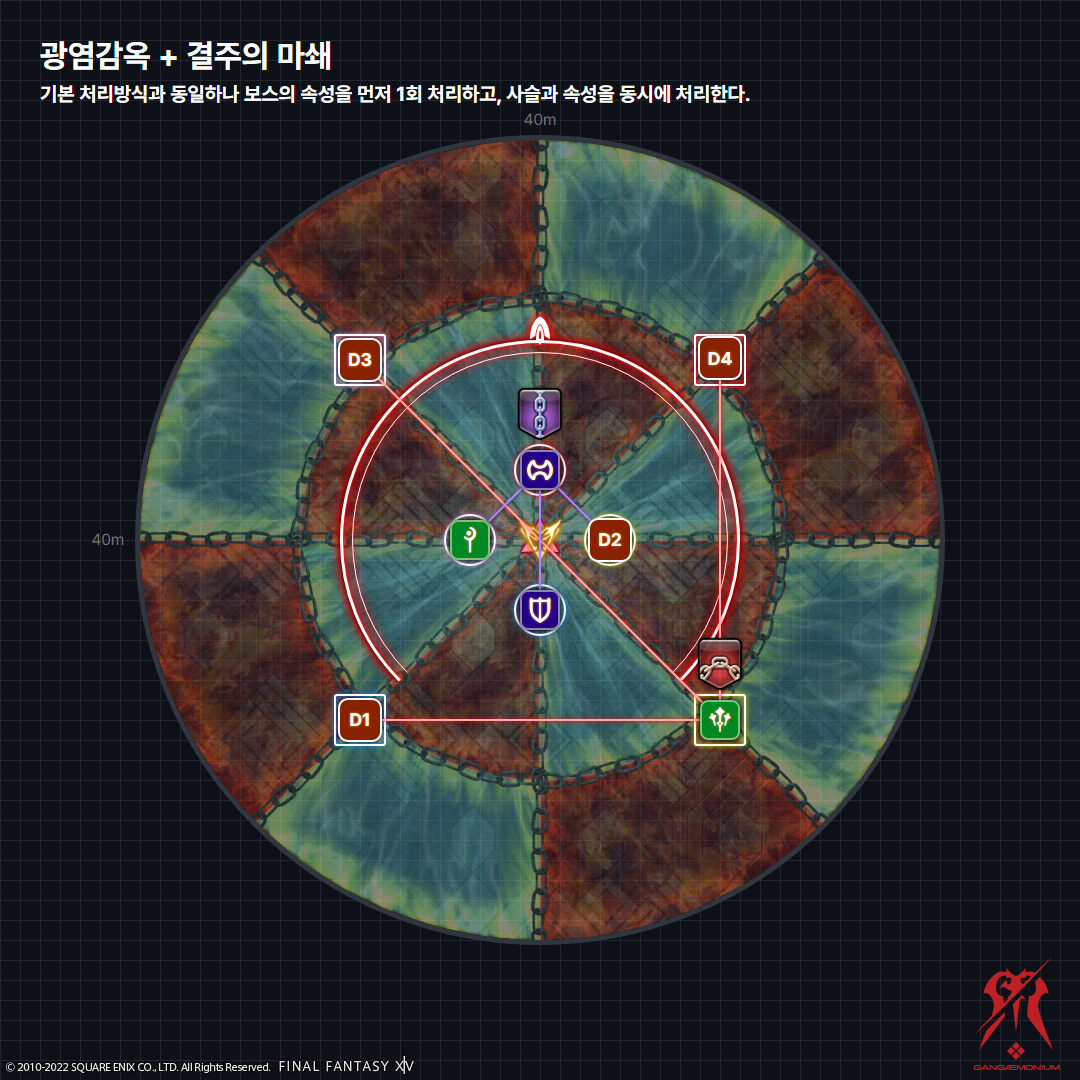 광염감옥 + 결주의 마쇄
기본 처리방식과 동일하나 보스의 속성을 먼저 1회 처리하고, 사슬과 속성을 동시에 처리한다.
40m
D3
D4
40m
D2
D1
© 2010-2022 SQUARE ENIX CO., LTD. All Rights Reserved. FINAL FANTASY XIV
GANGÆMONIUM